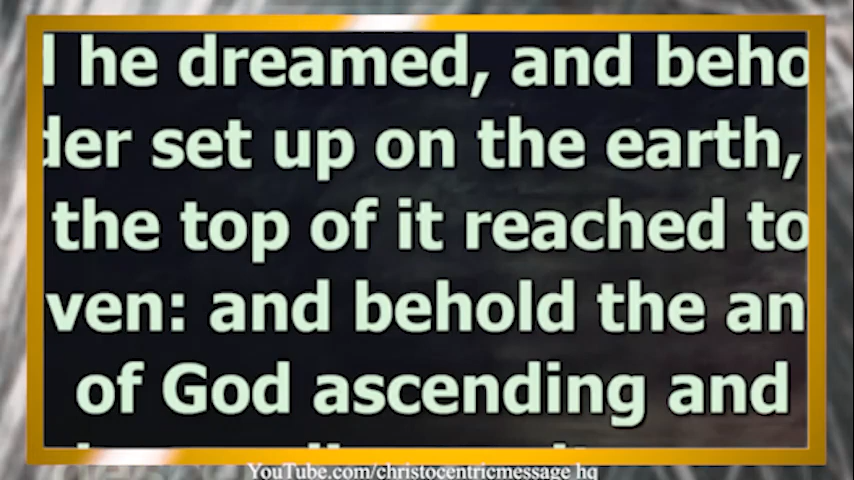 he dreamed, and beho
der set up on the earth,
the top of it reached to
ven: and behold the an
of God ascending and
YouTube.com/christocentricmessage hq